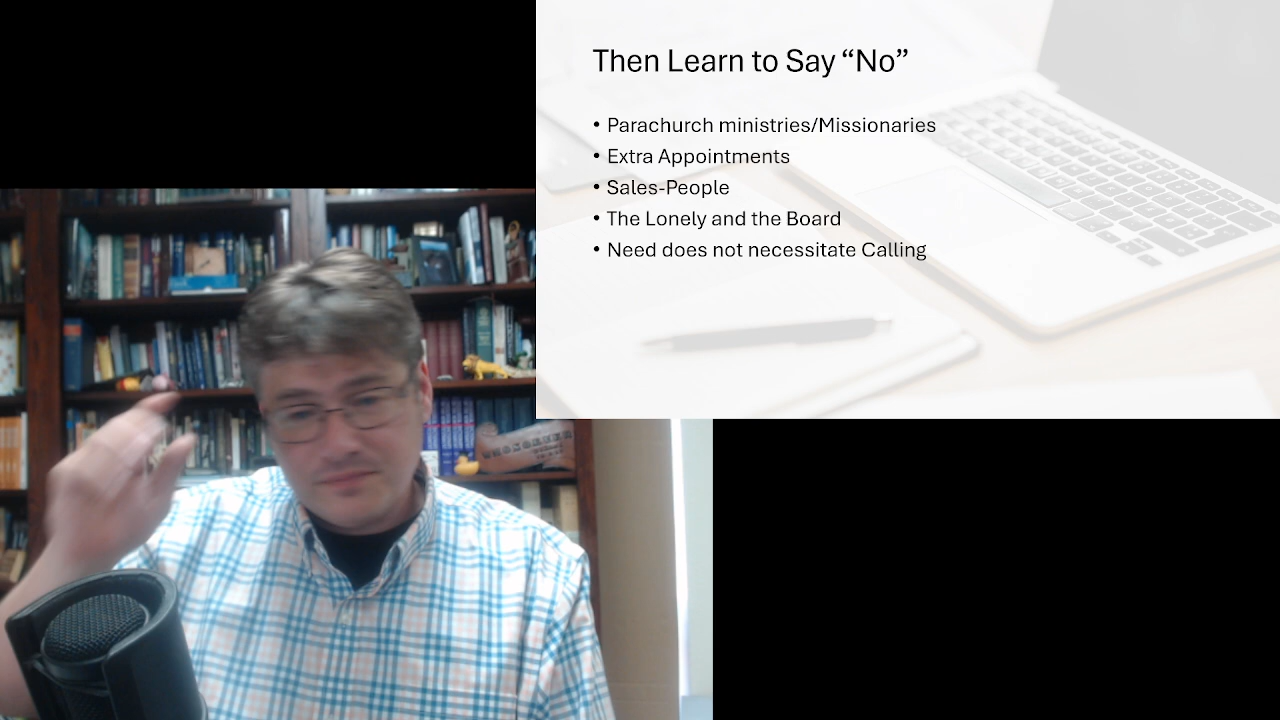 Then Learn to Say “No”
• Parachurch ministries/Missionaries
• Extra Appointments
• Sales-People
• The Lonely and the Board
• Need does not necessitate Calling